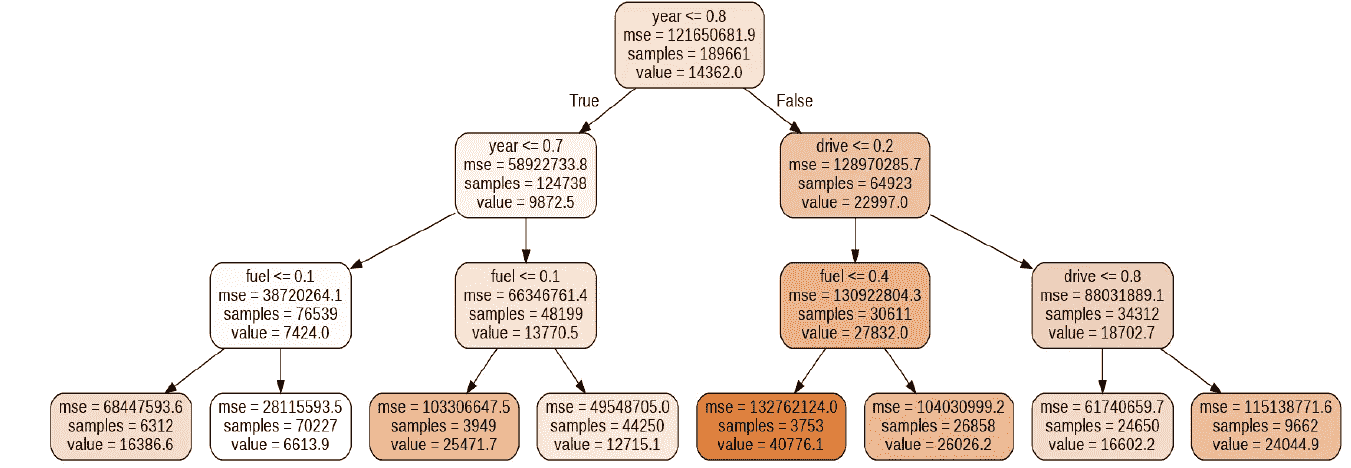 year <= 0.8
mse = 121650681.9
samples = 189661
value = 14362.0
True
False
year <= 0.7
mse = 58922733.8
samples = 124738
value = 9872.5
drive <= 0.2
mse = 128970285.7
samples = 64923
value = 22997.0
fuel <= 0.1
mse = 38720264.1
samples = 76539
value = 7424.0
fuel <= 0.1
mse = 66346761.4
samples = 48199
value = 13770.5
fuel <= 0.4
mse = 130922804.3
samples = 30611
value = 27832.0
drive <= 0.8
mse = 88031889.1
samples = 34312
value = 18702.7
mse = 68447593.6
samples = 6312
value = 16386.6
mse = 28115593.5
samples = 70227
value = 6613.9
mse = 103306647.5
samples = 3949
value = 25471.7
mse = 49548705.0
samples = 44250
value = 12715.1
mse = 132762124.0
samples = 3753
value = 40776.1
mse = 104030999.2
samples = 26858
value = 26026.2
mse = 61740659.7
samples = 24650
value = 16602.2
mse = 115138771.6
samples = 9662
value = 24044.9